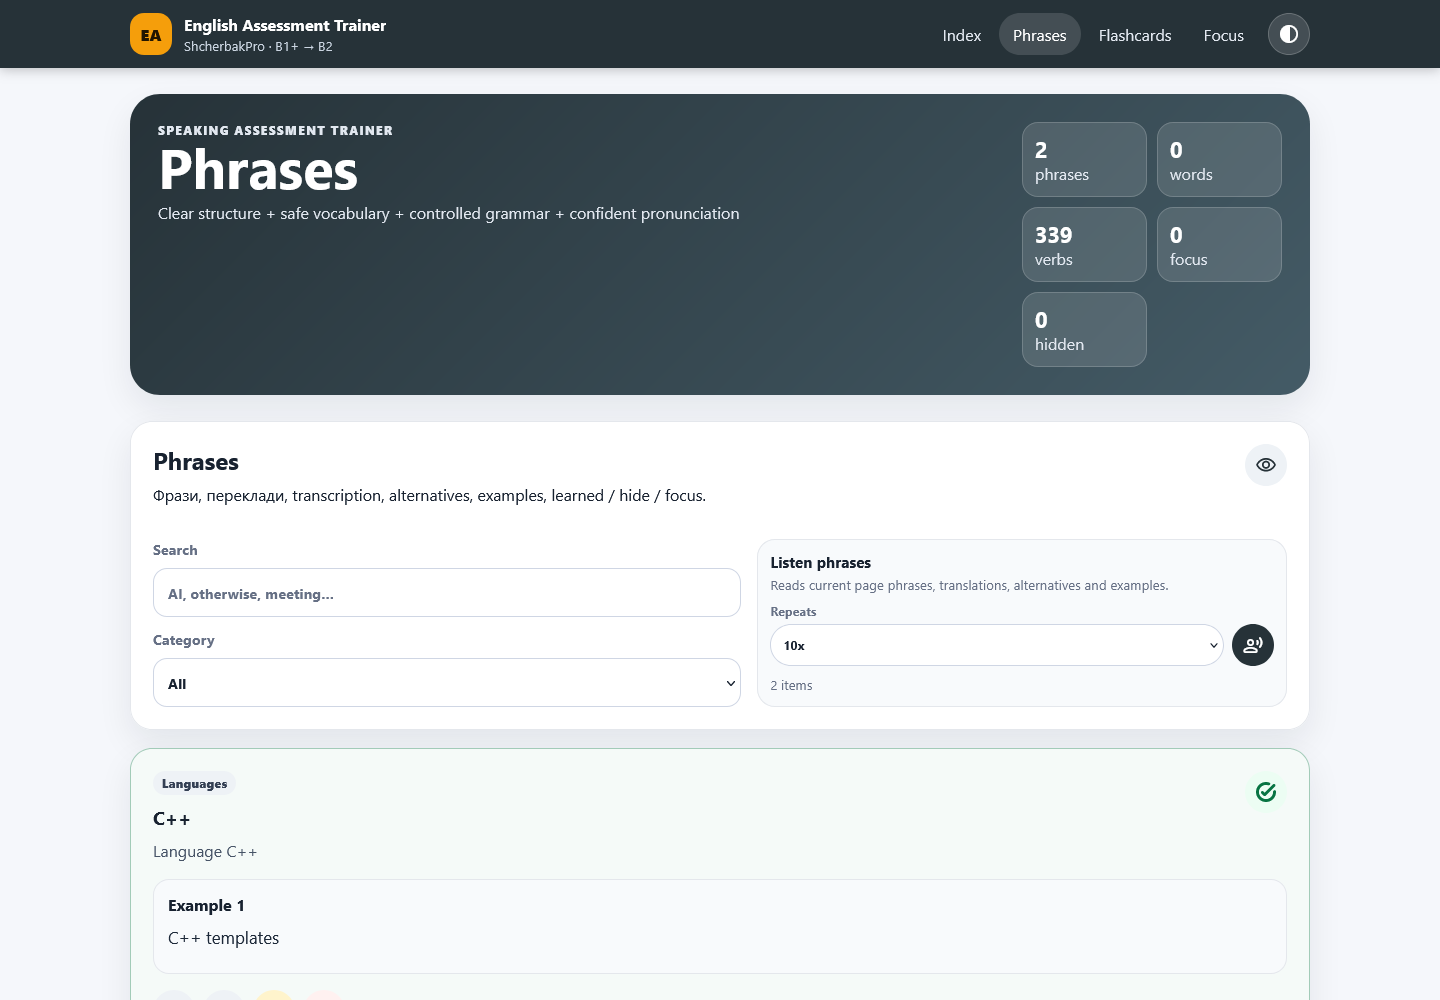 EA
English Assessment Trainer
ShcherbakPro · B1+ → B2
Index
Phrases
Flashcards
Focus
SPEAKING ASSESSMENT TRAINER
Phrases
Clear structure + safe vocabulary + controlled grammar + confident pronunciation
2
phrases
0
words
339
verbs
0
focus
0
hidden
Phrases
Фрази, переклади, transcription, alternatives, examples, learned / hide / focus.
Search
AI, otherwise, meeting...
Category
All
Listen phrases
Reads current page phrases, translations, alternatives and examples.
Repeats
10x
2 items
Languages
C++
Language C++
Example 1
C++ templates